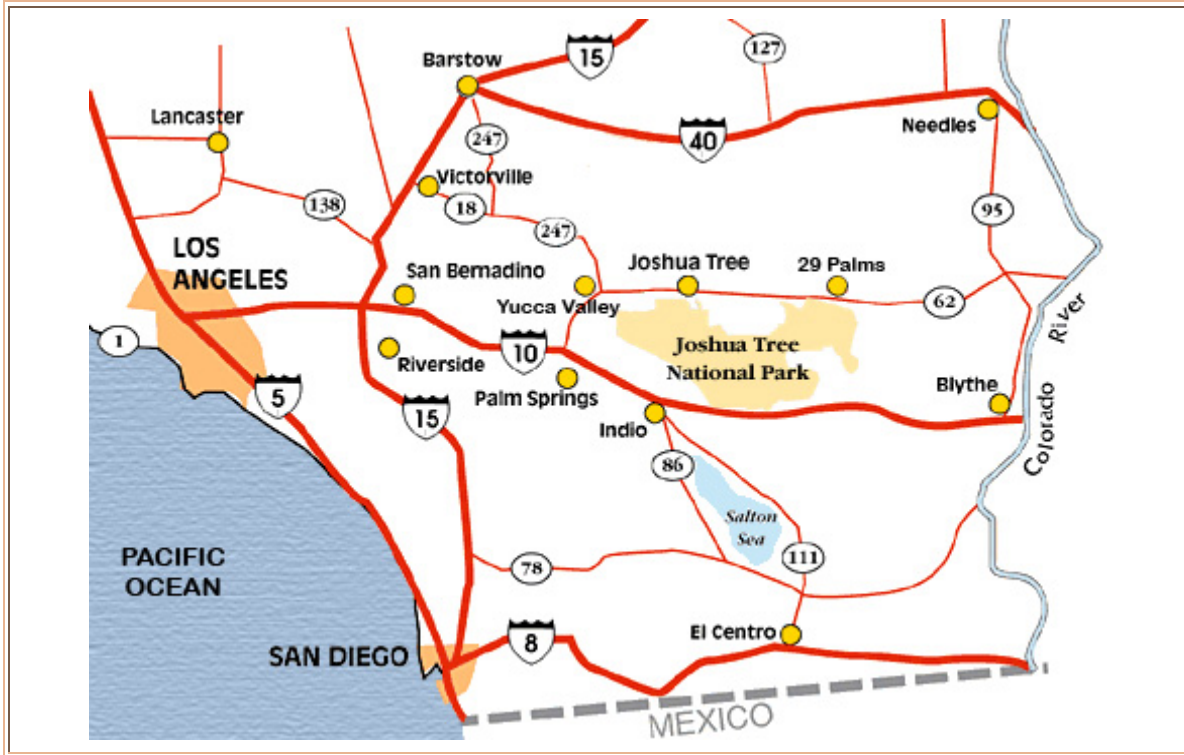 15
127
Barstow
Lancaster
247
40
Needles
Victorville
18
138
95
247
LOS
ANGELES
San Bernadino
Joshua Tree
29 Palms
Yucca Valley
62
1
10
Riverside
Joshua Tree
National Park
River
Colorado
5
15
Palm Springs
Blythe
Indio
86
Salton
Sea
111
PACIFIC
OCEAN
78
El Centro
8
SAN DIEGO
MEXICO